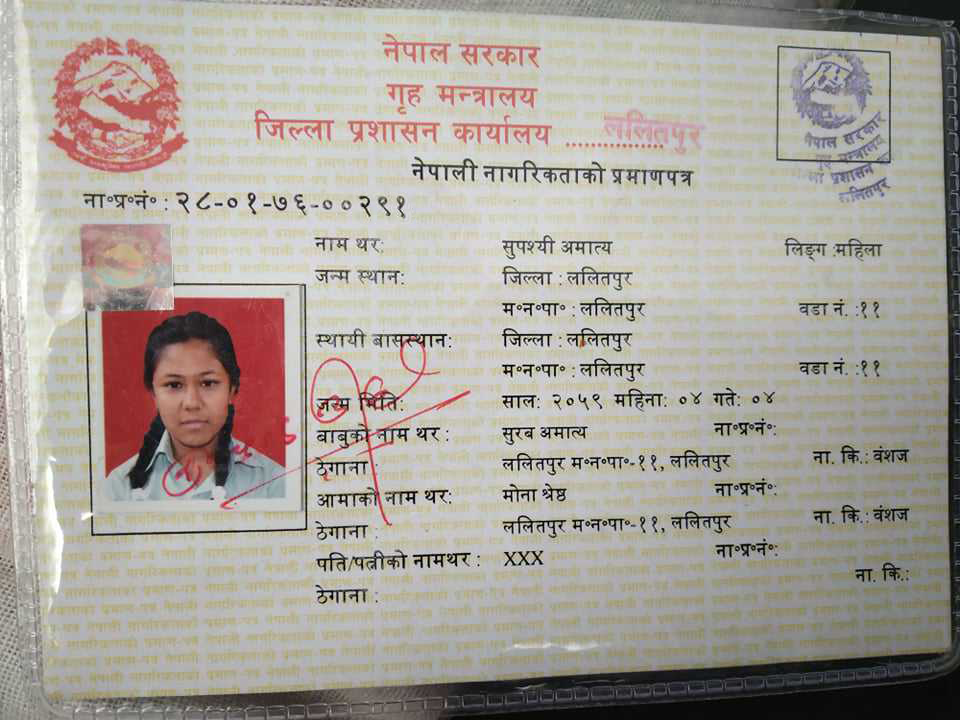 नेपाल सरकार
गृह मन्त्रालय
जिल्ला प्रशासन कार्यालय ............... ललितपुर
नेपाल सरकार
गृह मन्त्रालय
जिल्ला प्रशासन
ललितपुर
नेपाली नागरिकताको प्रमाणपत्र
ना॰प्र॰नं॰ : २८-०१-७६-००२९१
नाम थर: सुपश्यी अमात्य लिङ्ग :महिला
जन्म स्थान: जिल्ला : ललितपुर
म॰न॰पा॰ : ललितपुर वडा नं. :११
स्थायी बासस्थान: जिल्ला : ललितपुर
म॰न॰पा॰ : ललितपुर वडा नं. :११
जन्म मिति: साल: २०५९ महिना: ०४ गते: ०४
बाबुको नाम थर : सुरब अमात्य ना॰प्र॰नं॰:
ठेगाना : ललितपुर म॰न॰पा॰-११, ललितपुर ना. कि.: वंशज
आमाको नाम थर: मोना श्रेष्ठ ना॰प्र॰नं॰:
ठेगाना : ललितपुर म॰न॰पा॰-११, ललितपुर ना. कि.: वंशज
पति/पत्नीको नामथर : XXX ना॰प्र॰नं॰:
ठेगाना : ना. कि.: